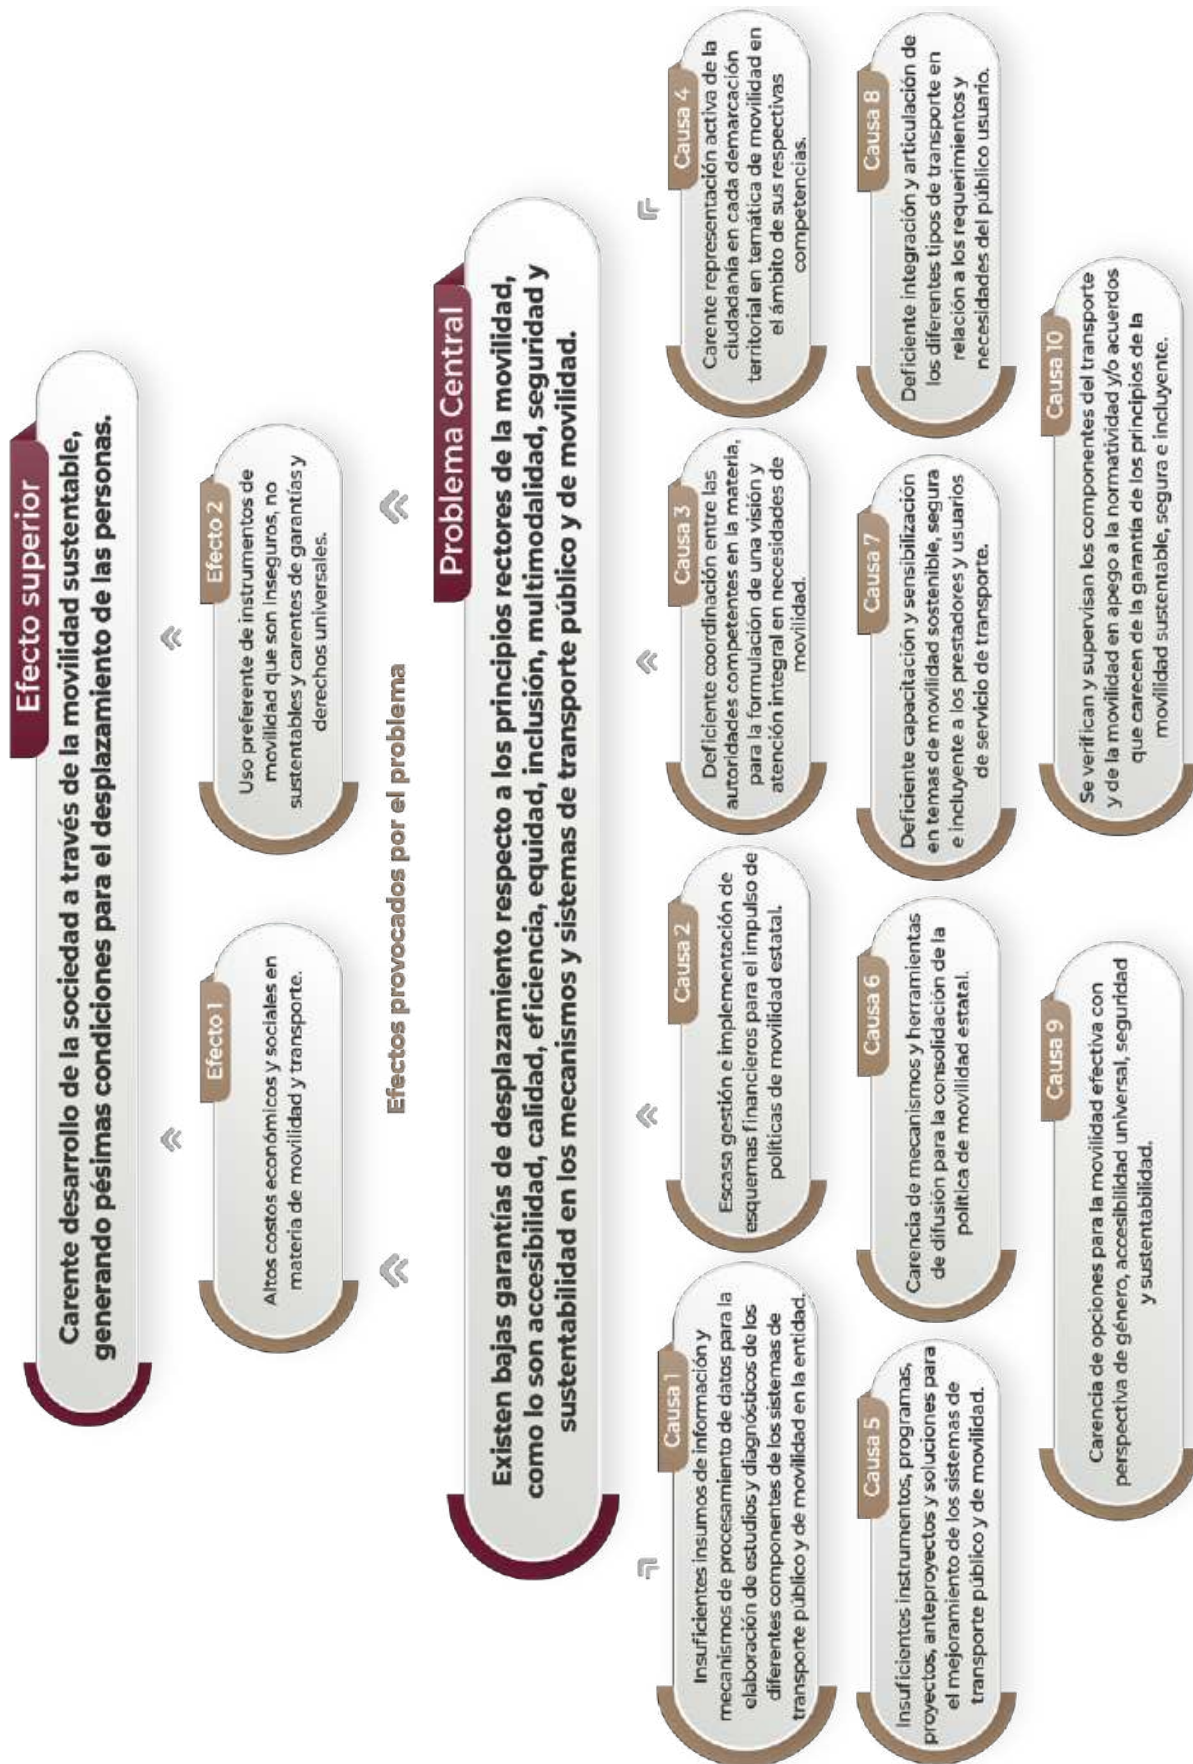 Efecto superior
Carente desarrollo de la sociedad a través de la movilidad sustentable,
generando pésimas condiciones para el desplazamiento de las personas.
Efecto 1
Altos costos económicos y sociales en
materia de movilidad y transporte.
Efecto 2
Uso preferente de instrumentos de
movilidad que son inseguros, no
sustentables y carentes de garantías y
derechos universales.
Efectos provocados por el problema
Problema Central
Existen bajas garantías de desplazamiento respecto a los principios rectores de la movilidad,
como lo son accesibilidad, calidad, eficiencia, equidad, inclusión, multimodalidad, seguridad y
sustentabilidad en los mecanismos y sistemas de transporte público y de movilidad.
Causa 1
Insuficientes insumos de información y
mecanismos de procesamiento de datos para la
elaboración de estudios y diagnósticos de los
diferentes componentes de los sistemas de
transporte público y de movilidad en la entidad.
Causa 2
Escasa gestión e implementación de
esquemas financieros para el impulso de
políticas de movilidad estatal.
Causa 3
Deficiente coordinación entre las
autoridades competentes en la materia,
para la formulación de una visión y
atención integral en necesidades de
movilidad.
Causa 4
Carente representación activa de la
ciudadanía en cada demarcación
territorial en temática de movilidad en
el ámbito de sus respectivas
competencias.
Causa 5
Insuficientes instrumentos, programas,
proyectos, anteproyectos y soluciones para
el mejoramiento de los sistemas de
transporte público y de movilidad.
Causa 6
Carencia de mecanismos y herramientas
de difusión para la consolidación de la
política de movilidad estatal.
Causa 7
Deficiente capacitación y sensibilización
en temas de movilidad sostenible, segura
e incluyente a los prestadores y usuarios
de servicio de transporte.
Causa 8
Deficiente integración y articulación de
los diferentes tipos de transporte en
relación a los requerimientos y
necesidades del público usuario.
Causa 9
Carencia de opciones para la movilidad efectiva con
perspectiva de género, accesibilidad universal, seguridad
y sustentabilidad.
Causa 10
Se verifican y supervisan los componentes del transporte
y de la movilidad en apego a la normatividad y/o acuerdos
que carecen de la garantía de los principios de la
movilidad sustentable, segura e incluyente.